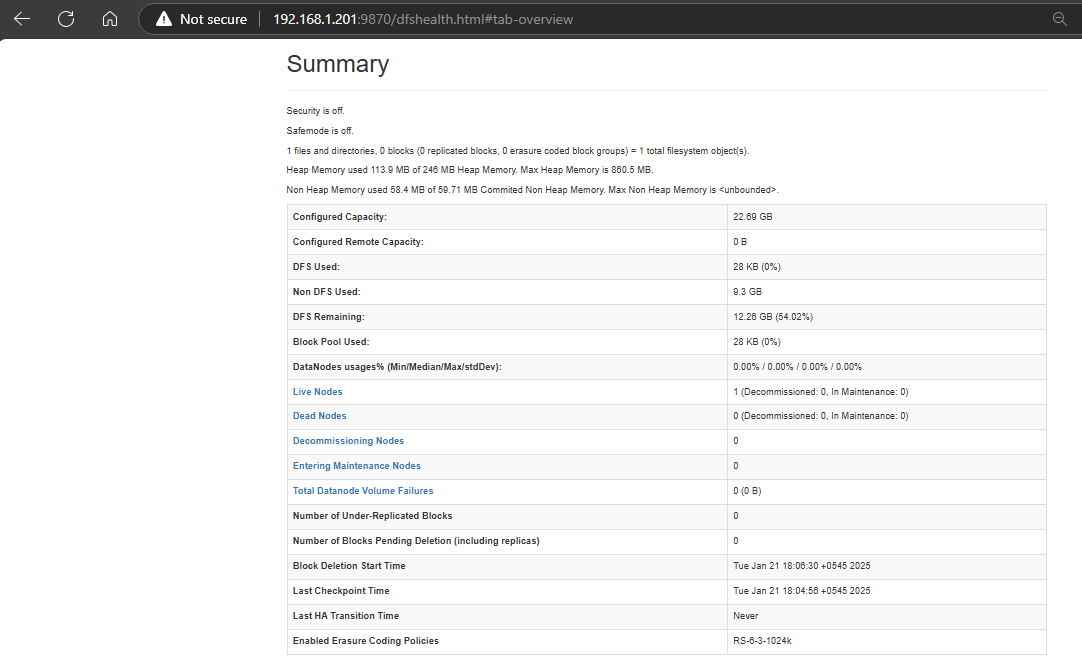 Not secure 192.168.1.201:9870/dfshealth.html#tab-overview
Summary
Security is off.
Safemode is off.
1 files and directories, 0 blocks (0 replicated blocks, 0 erasure coded block groups) = 1 total filesystem object(s).
Heap Memory used 113.9 MB of 246 MB Heap Memory. Max Heap Memory is 860.5 MB.
Non Heap Memory used 58.4 MB of 59.71 MB Commited Non Heap Memory. Max Non Heap Memory is <unbounded>.
Configured Capacity: 22.69 GB
Configured Remote Capacity: 0 B
DFS Used: 28 KB (0%)
Non DFS Used: 9.3 GB
DFS Remaining: 12.26 GB (54.02%)
Block Pool Used: 28 KB (0%)
DataNodes usages% (Min/Median/Max/stdDev): 0.00% / 0.00% / 0.00% / 0.00%
Live Nodes 1 (Decommissioned: 0, In Maintenance: 0)
Dead Nodes 0 (Decommissioned: 0, In Maintenance: 0)
Decommissioning Nodes 0
Entering Maintenance Nodes 0
Total Datanode Volume Failures 0 (0 B)
Number of Under-Replicated Blocks 0
Number of Blocks Pending Deletion (including replicas) 0
Block Deletion Start Time Tue Jan 21 18:06:30 +0545 2025
Last Checkpoint Time Tue Jan 21 18:04:56 +0545 2025
Last HA Transition Time Never
Enabled Erasure Coding Policies RS-6-3-1024k